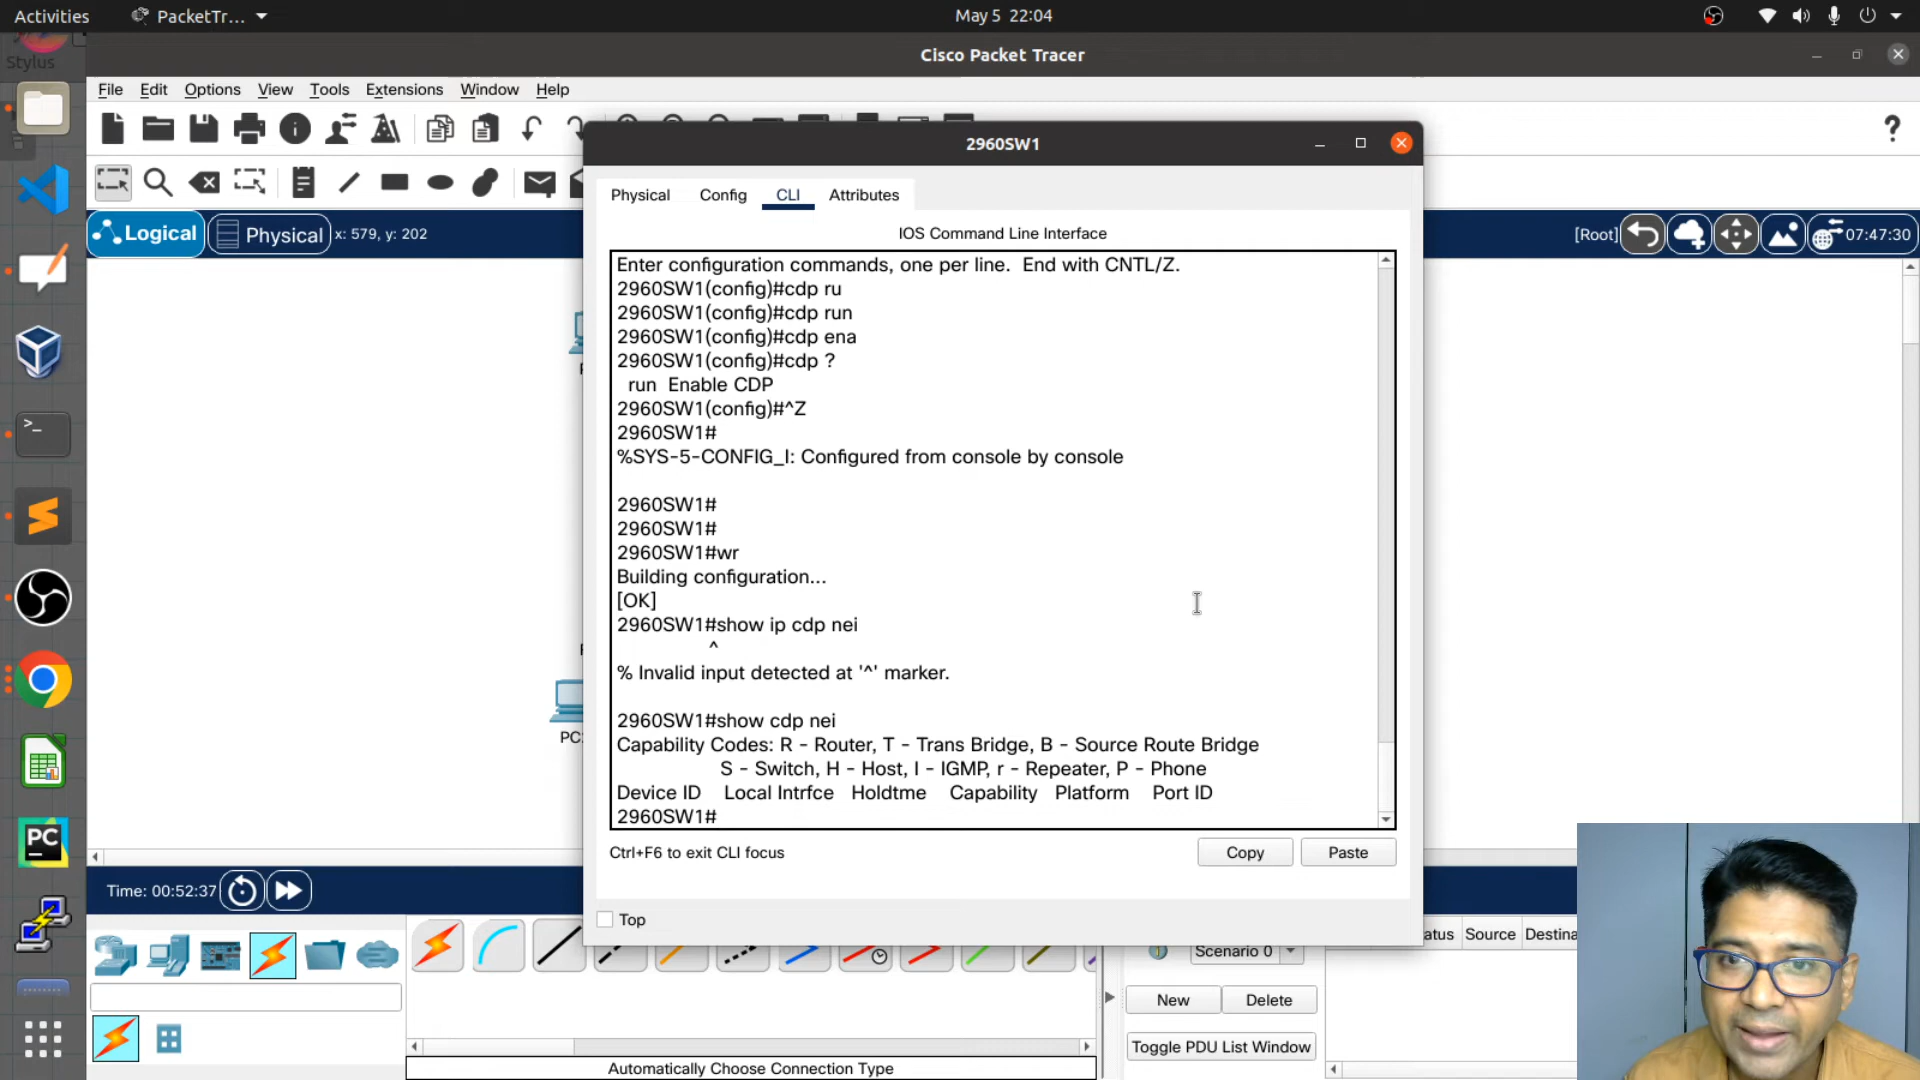 Activities
PacketTr...
May 5 22:04
Stylus
Cisco Packet Tracer
File Edit Options View Tools Extensions Window Help
?
2960SW1
Physical Config CLI Attributes
Logical
Physical
x: 579, y: 202
[Root]
07:47:30
IOS Command Line Interface
Enter configuration commands, one per line. End with CNTL/Z.
2960SW1(config)#cdp ru
2960SW1(config)#cdp run
2960SW1(config)#cdp ena
2960SW1(config)#cdp ?
run Enable CDP
2960SW1(config)#^Z
2960SW1#
%SYS-5-CONFIG_I: Configured from console by console
2960SW1#
2960SW1#
2960SW1#wr
Building configuration...
[OK]
2960SW1#show ip cdp nei
^
% Invalid input detected at '^' marker.
2960SW1#show cdp nei
Capability Codes: R - Router, T - Trans Bridge, B - Source Route Bridge
S - Switch, H - Host, I - IGMP, r - Repeater, P - Phone
Device ID Local Intrfce Holdtme Capability Platform Port ID
2960SW1#
Ctrl+F6 to exit CLI focus
Copy
Paste
Top
PC
Time: 00:52:37
Scenario 0
Source
New
Delete
Toggle PDU List Window
Automatically Choose Connection Type